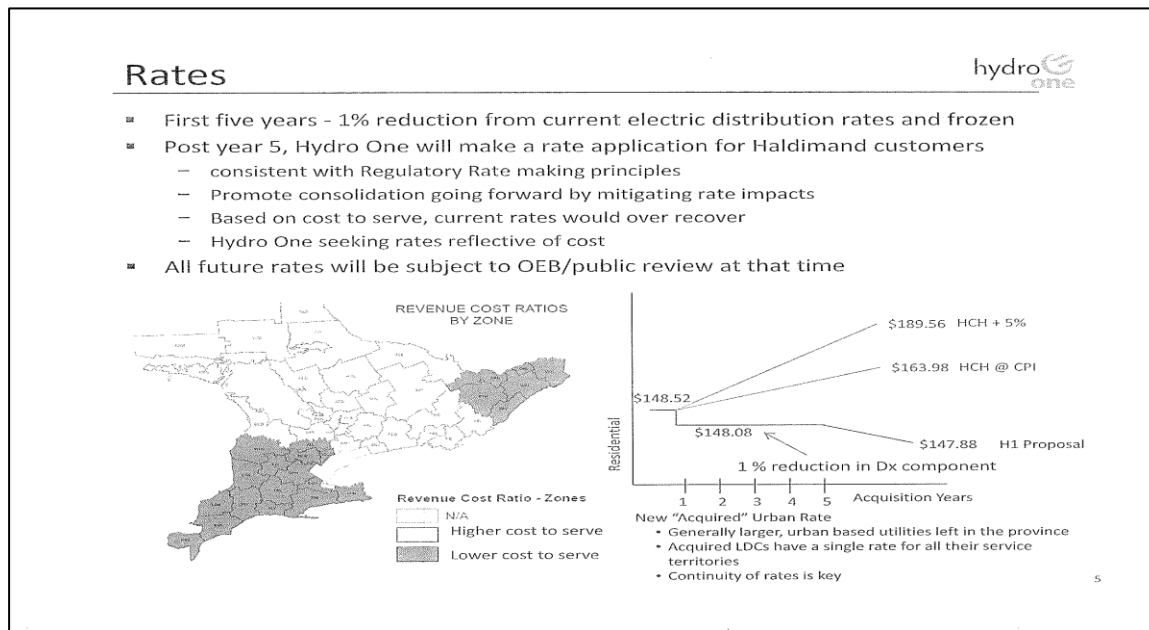 Rates
hydro
one
▪ First five years - 1% reduction from current electric distribution rates and frozen
▪ Post year 5, Hydro One will make a rate application for Haldimand customers
– consistent with Regulatory Rate making principles
– Promote consolidation going forward by mitigating rate impacts
– Based on cost to serve, current rates would over recover
– Hydro One seeking rates reflective of cost
▪ All future rates will be subject to OEB/public review at that time
REVENUE COST RATIOS
BY ZONE
Revenue Cost Ratio - Zones
N/A
Higher cost to serve
Lower cost to serve
$189.56 HCH + 5%
$163.98 HCH @ CPI
$148.52
$148.08
$147.88 H1 Proposal
1 % reduction in Dx component
Residential
1 2 3 4 5 Acquisition Years
New "Acquired" Urban Rate
• Generally larger, urban based utilities left in the province
• Acquired LDCs have a single rate for all their service
territories
• Continuity of rates is key
5